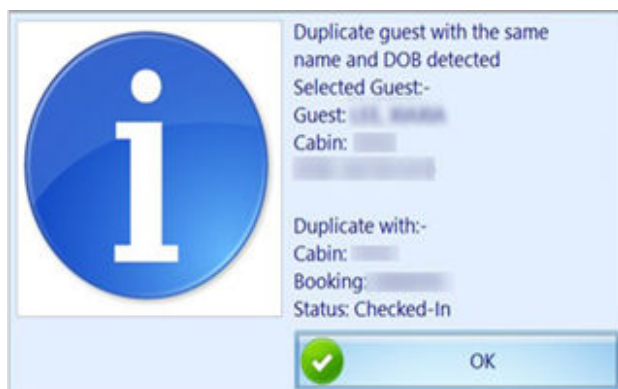 Duplicate guest with the same
name and DOB detected
Selected Guest:-
Guest:
Cabin:
Duplicate with:-
Cabin:
Booking:
Status: Checked-In
OK